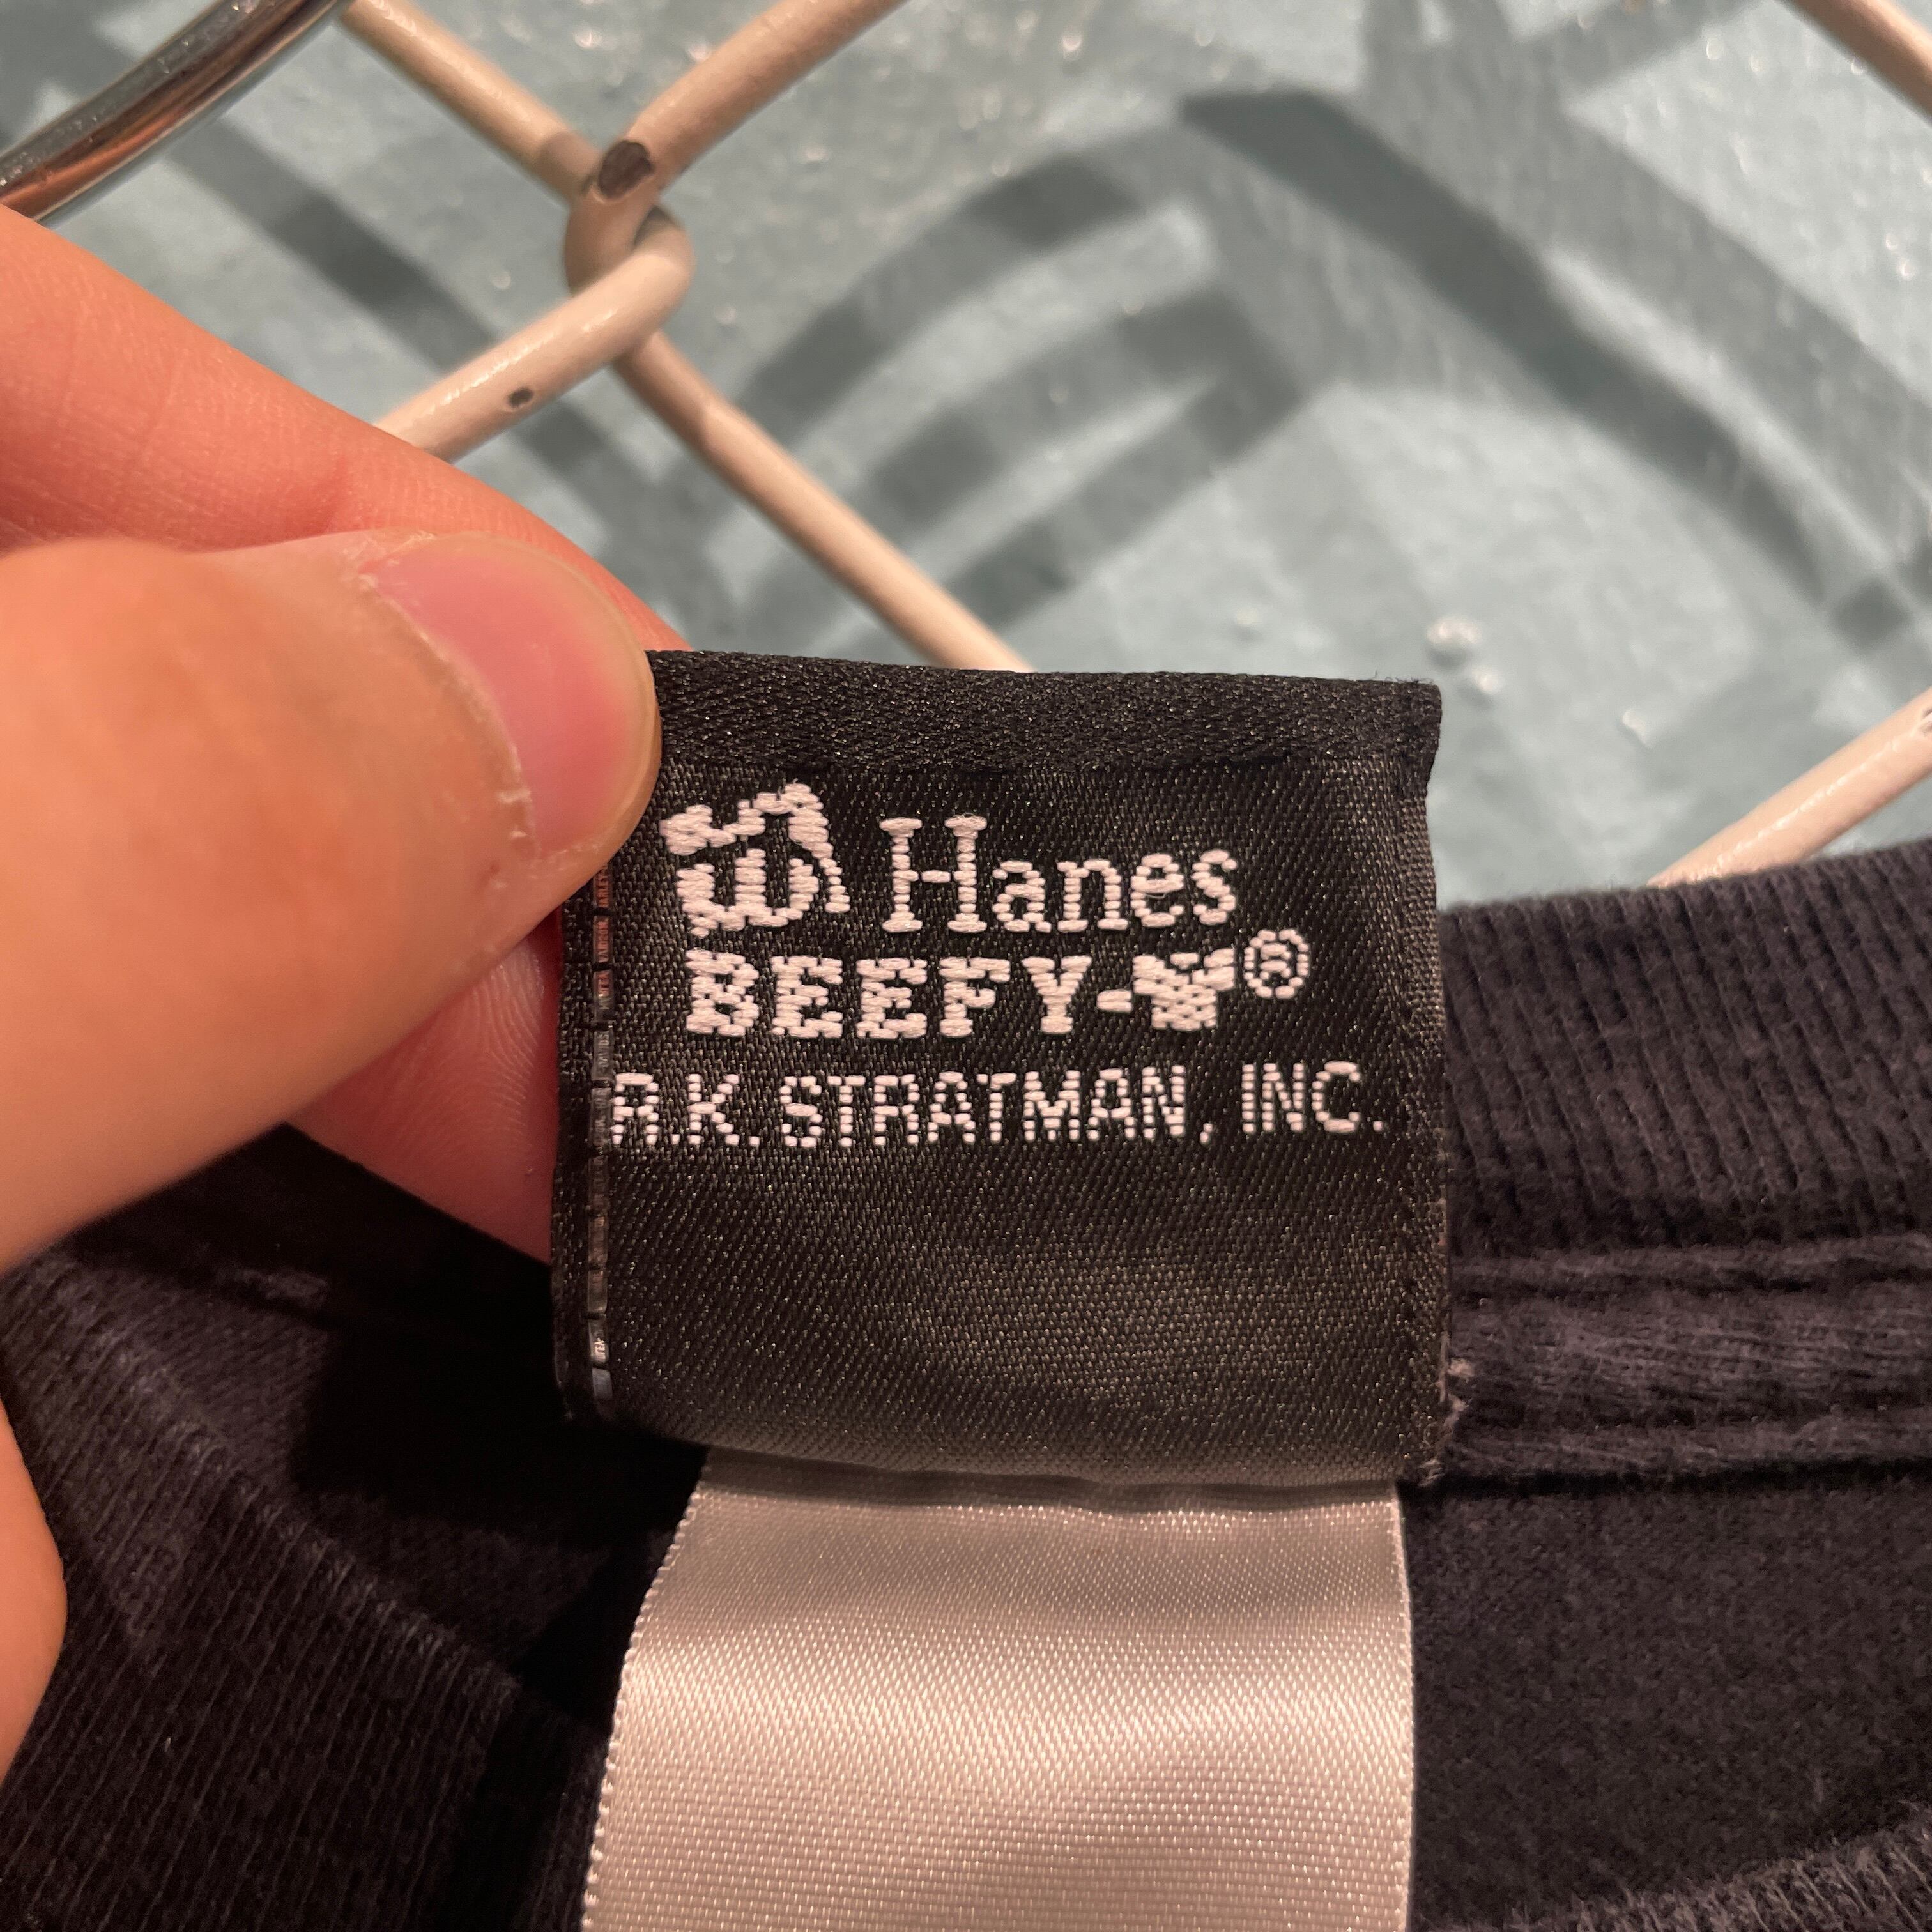 Hanes
BEEFY-T®
R.K. STRATMAN, INC.